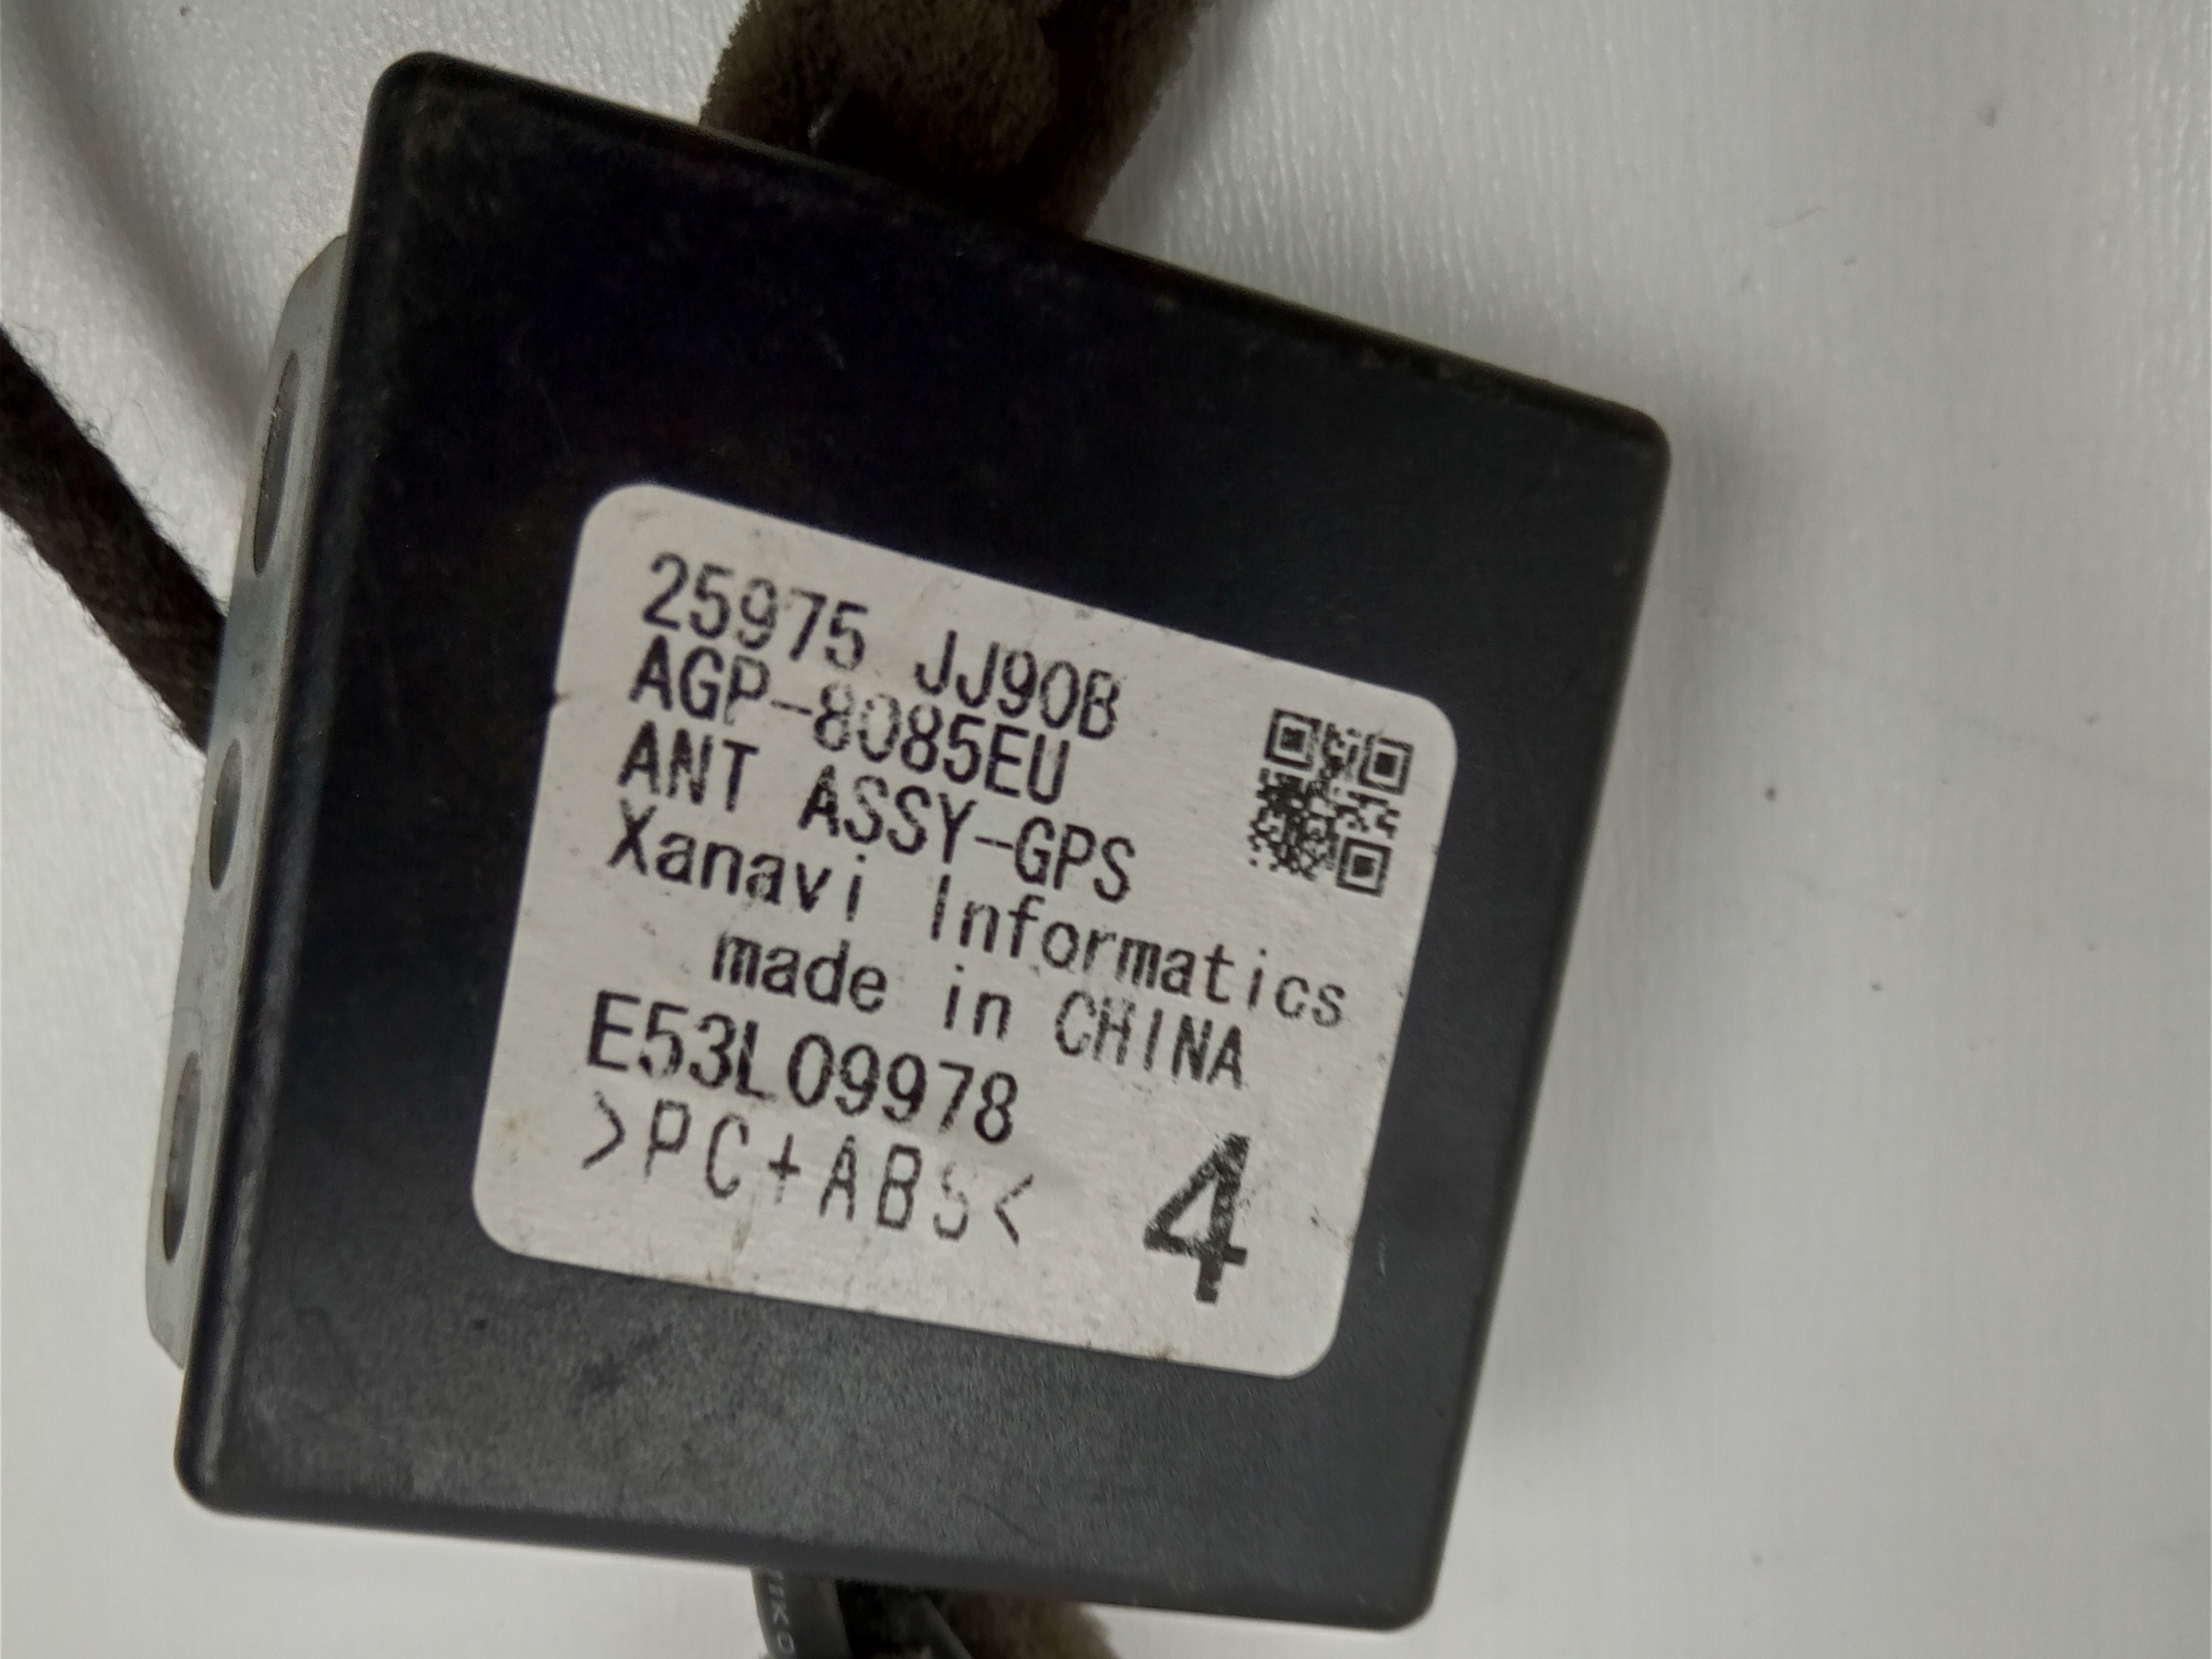 25975 JJ90B
AGP-8085EU
ANT ASSY-GPS
Xanavi Informatics
made in CHINA
E53L09978
>PC+ABS<
4